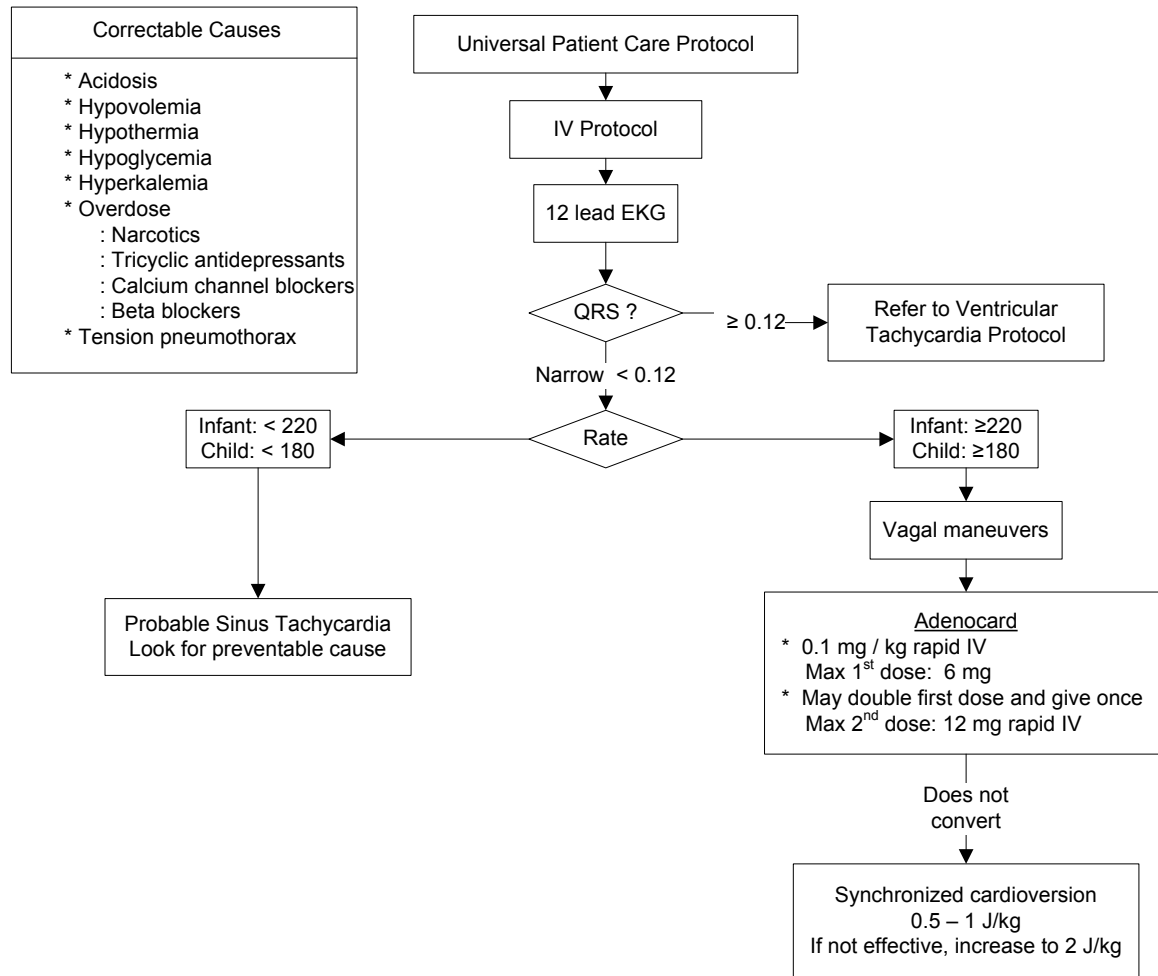 Correctable Causes
* Acidosis
* Hypovolemia
* Hypothermia
* Hypoglycemia
* Hyperkalemia
* Overdose
: Narcotics
: Tricyclic antidepressants
: Calcium channel blockers
: Beta blockers
* Tension pneumothorax
Universal Patient Care Protocol
IV Protocol
12 lead EKG
QRS ?
≥ 0.12
Refer to Ventricular
Tachycardia Protocol
Narrow < 0.12
Rate
Infant: < 220
Child: < 180
Probable Sinus Tachycardia
Look for preventable cause
Infant: ≥220
Child: ≥180
Vagal maneuvers
Adenocard
* 0.1 mg / kg rapid IV
Max 1st dose: 6 mg
* May double first dose and give once
Max 2nd dose: 12 mg rapid IV
Does not
convert
Synchronized cardioversion
0.5 – 1 J/kg
If not effective, increase to 2 J/kg